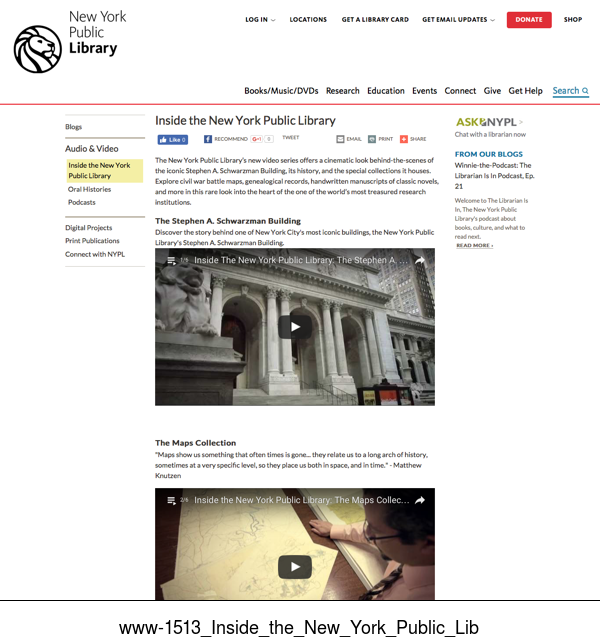 New York
Public
Library
LOG IN
LOCATIONS
GET A LIBRARY CARD
GET EMAIL UPDATES
DONATE
SHOP
Books/Music/DVDs
Research
Education
Events
Connect
Give
Get Help
Search
Blogs
Audio & Video
Inside the New York
Public Library
Oral Histories
Podcasts
Digital Projects
Print Publications
Connect with NYPL
Inside the New York Public Library
Like 0
RECOMMEND
G+1 0
TWEET
EMAIL
PRINT
SHARE
The New York Public Library's new video series offers a cinematic look behind-the-scenes of
the iconic Stephen A. Schwarzman Building, its history, and the special collections it houses.
Explore civil war battle maps, genealogical records, handwritten manuscripts of classic novels,
and more in this rare look into the heart of the one of the world's most treasured research
institutions.
The Stephen A. Schwarzman Building
Discover the story behind one of New York City's most iconic buildings, the New York Public
Library's Stephen A. Schwarzman Building.
1/9 Inside The New York Public Library: The Stephen A. ...
The Maps Collection
"Maps show us something that often times is gone... they relate us to a long arch of history,
sometimes at a very specific level, so they place us both in space, and in time." - Matthew
Knutzen
Inside the New York Public Library: The Maps Collec...
ASK NYPL >
Chat with a librarian now
FROM OUR BLOGS
Winnie-the-Podcast: The
Librarian Is In Podcast, Ep.
21
Welcome to The Librarian Is
In, The New York Public
Library's podcast about
books, culture, and what to
read next.
READ MORE ›
www-1513_Inside_the_New_York_Public_Lib